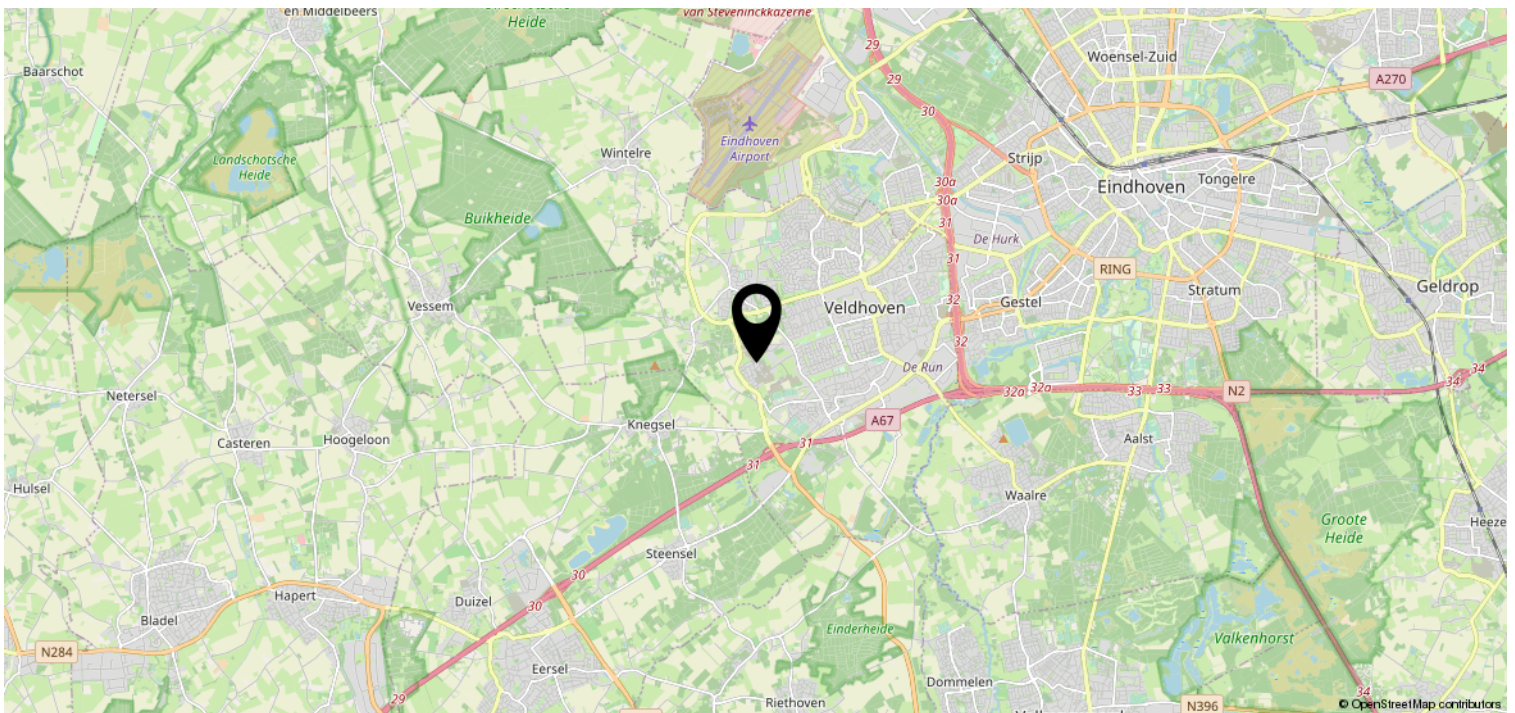 en Middelbeers
Heide
van Steveninckkazerne
29
Woensel-Zuid
Baarschot
29
A270
30
Eindhoven
Airport
Landschotsche
Heide
Wintelre
Strijp
30a
30a
Eindhoven
Tongelre
Buikheide
31
De Hurk
31
RING
Vessem
32
Gestel
Stratum
Geldrop
Veldhoven
32
De Run
34
34
Netersel
32a
32a
33
33
N2
A67
Knegsel
Casteren
Hoogeloon
31
31
Aalst
Hulsel
Waalre
Groote
Heide
Heeze
Steensel
30
30
Hapert
Duizel
Bladel
Einderheide
Valkenhorst
N284
Eersel
Dommelen
29
Riethoven
N396
34
© OpenStreetMap contributors